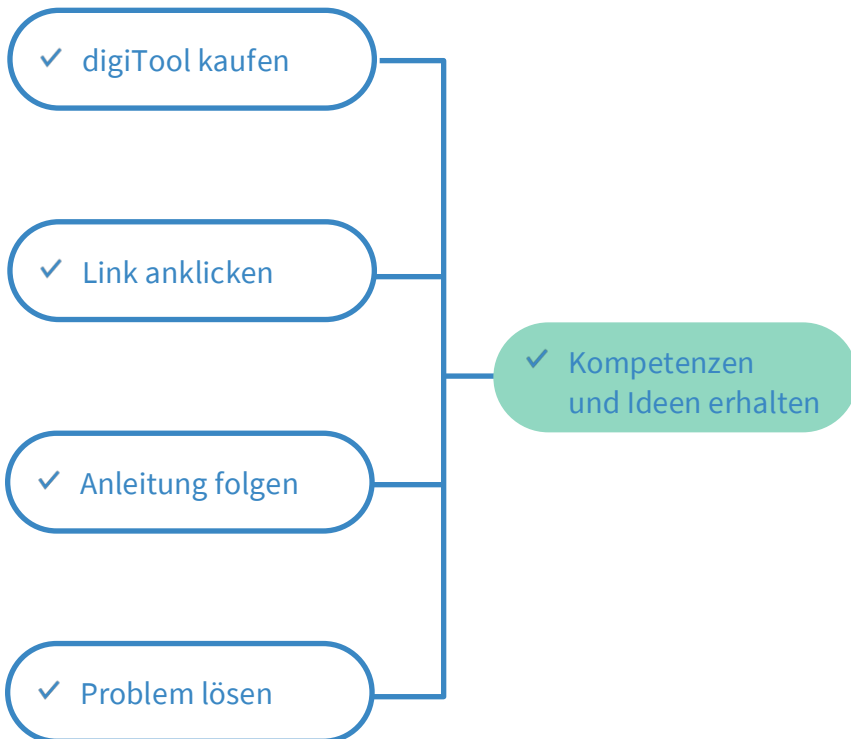 digiTool kaufen
Link anklicken
Kompetenzen
und Ideen erhalten
Anleitung folgen
Problem lösen